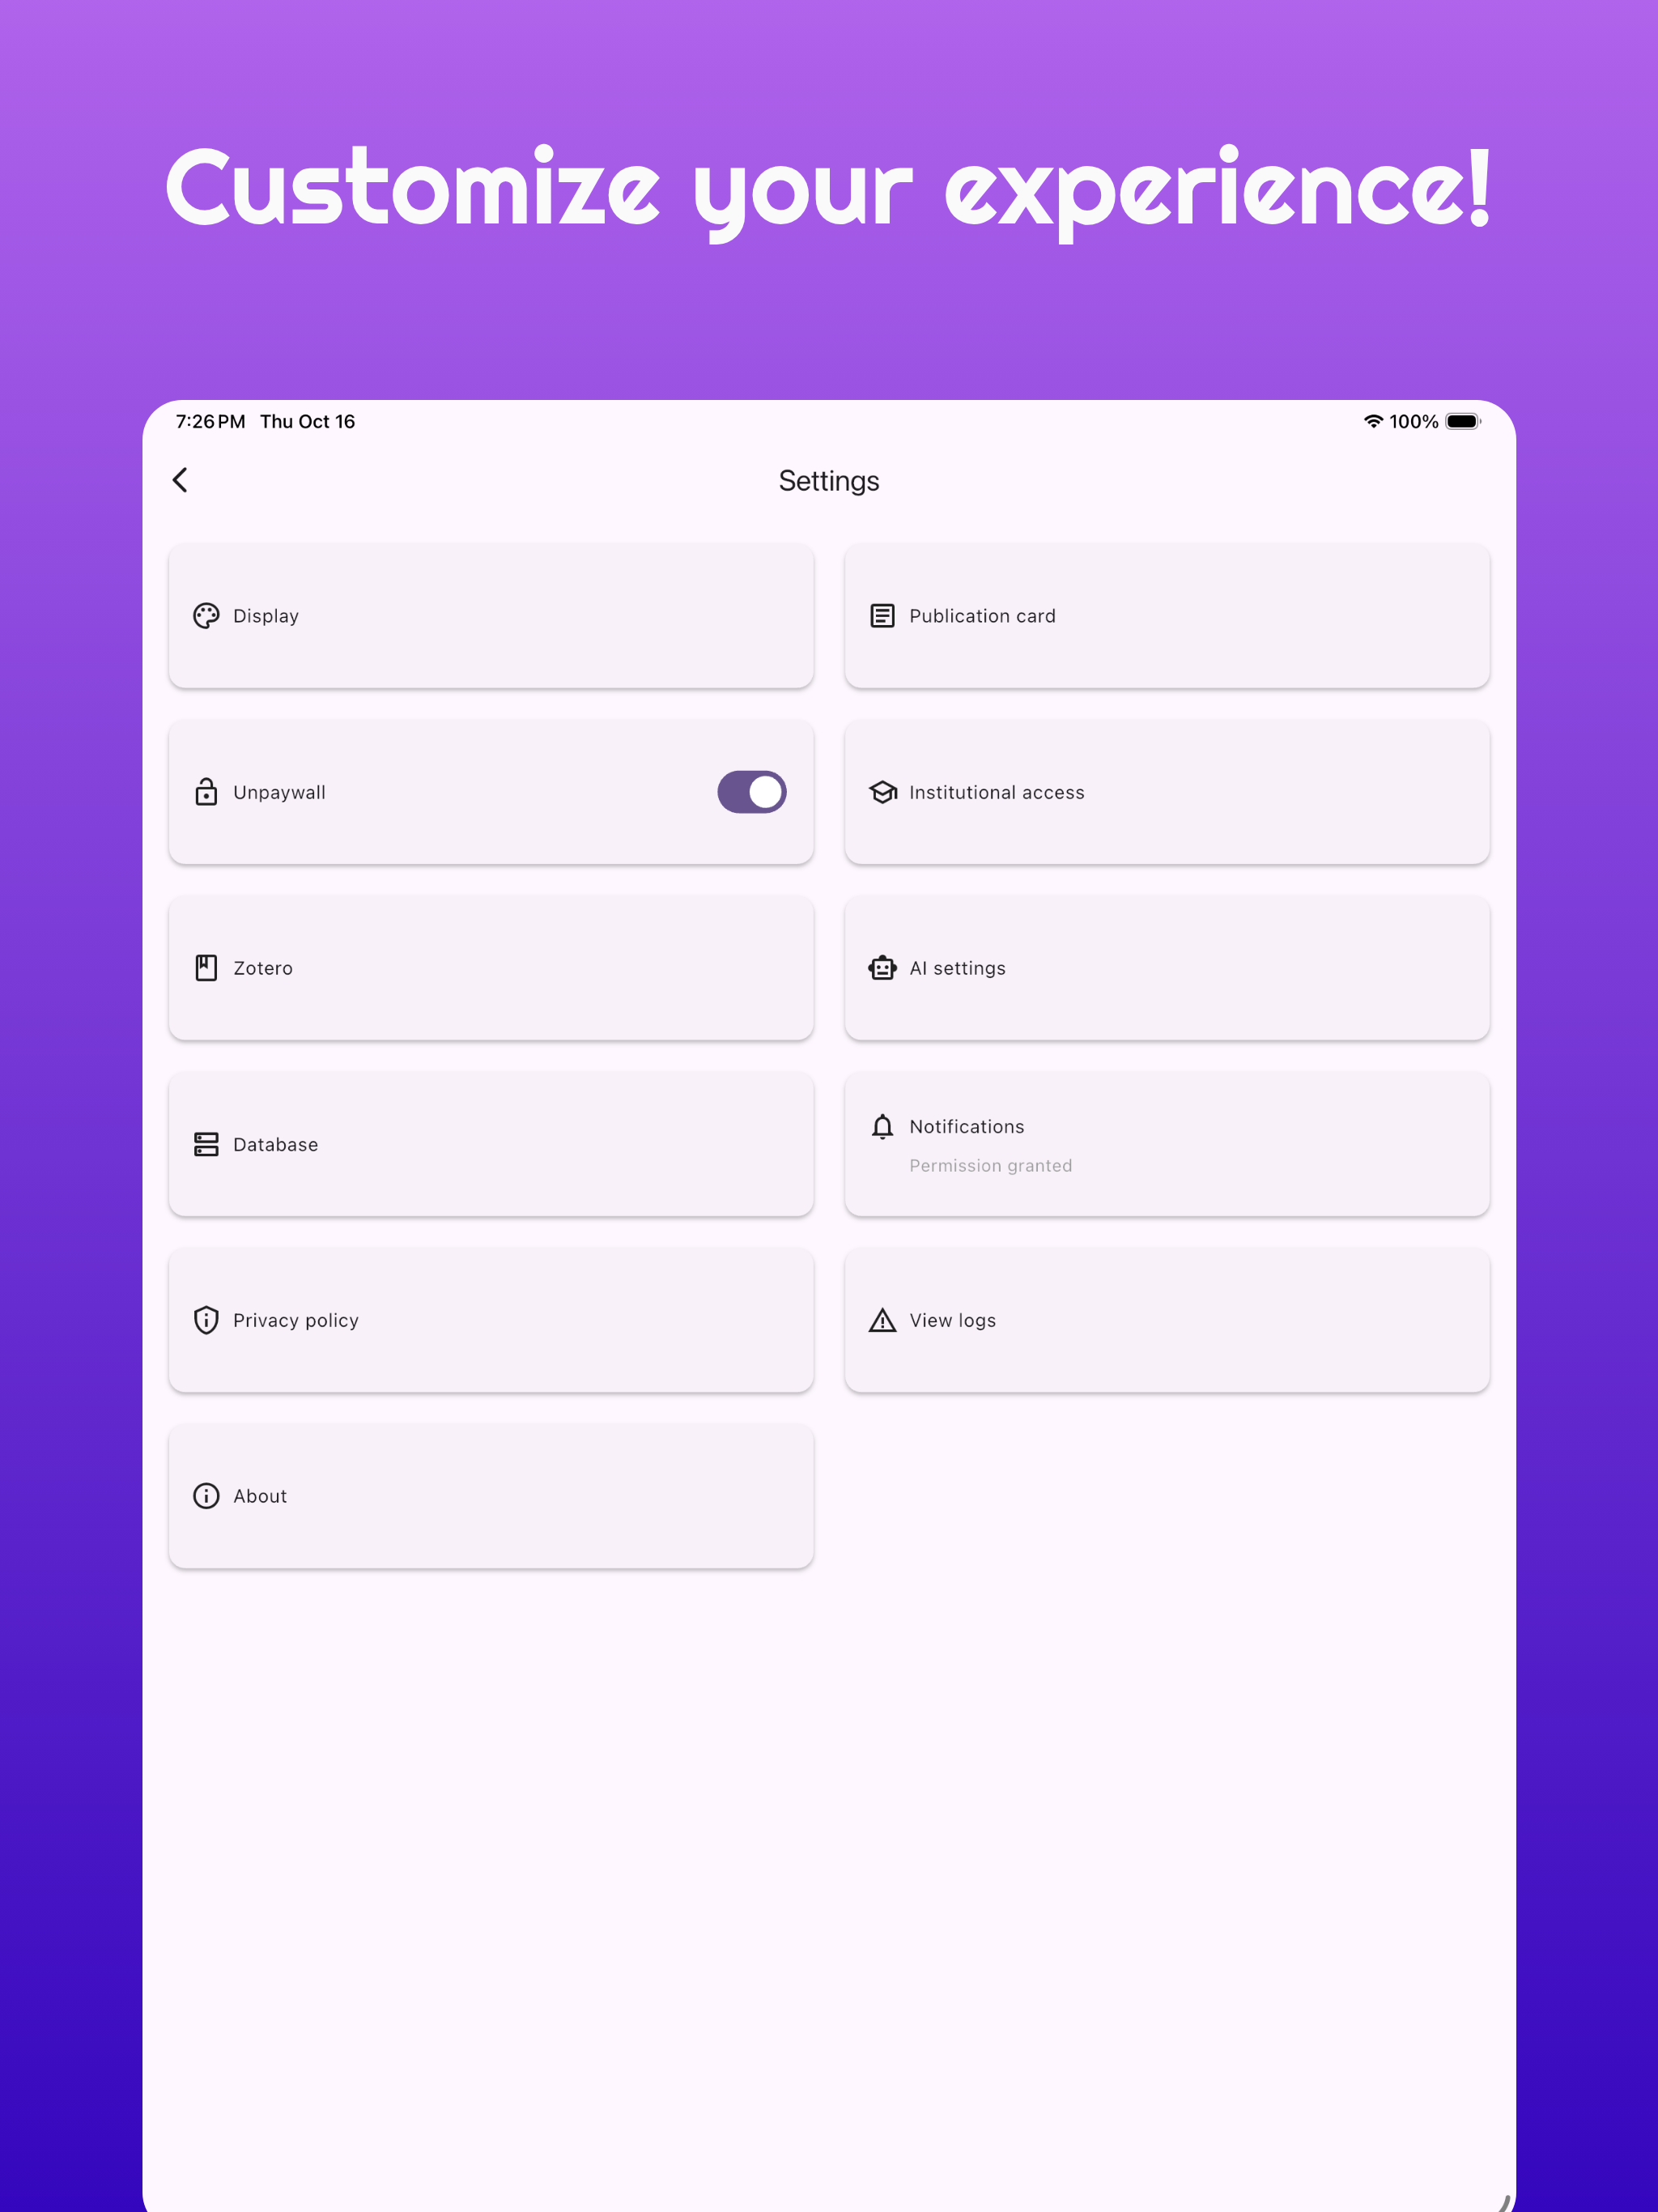 Customize your experience!
7:26 PM Thu Oct 16 100%
Settings
Display
Publication card
Unpaywall
Institutional access
Zotero
AI settings
Database
Notifications
Permission granted
Privacy policy
View logs
About